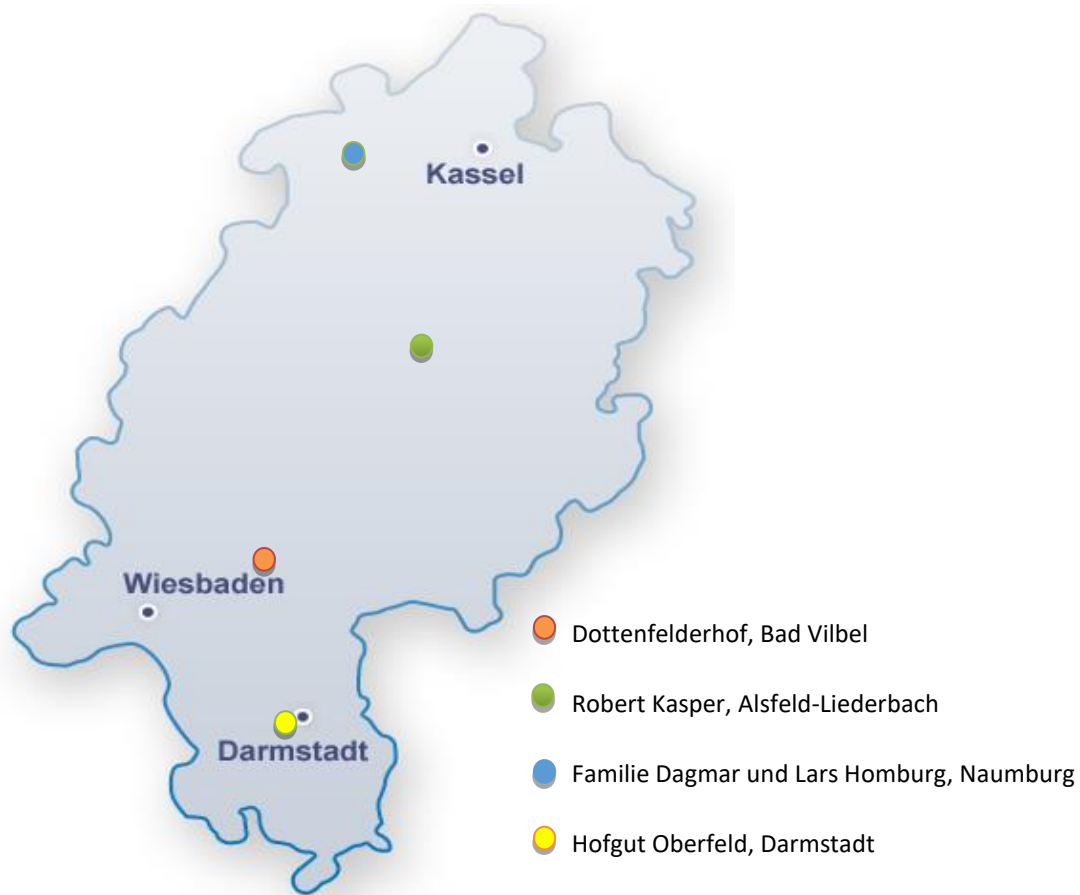 Kassel
Wiesbaden
Dottenfelderhof, Bad Vilbel
Robert Kasper, Alsfeld-Liederbach
Darmstadt
Familie Dagmar und Lars Homburg, Naumburg
Hofgut Oberfeld, Darmstadt